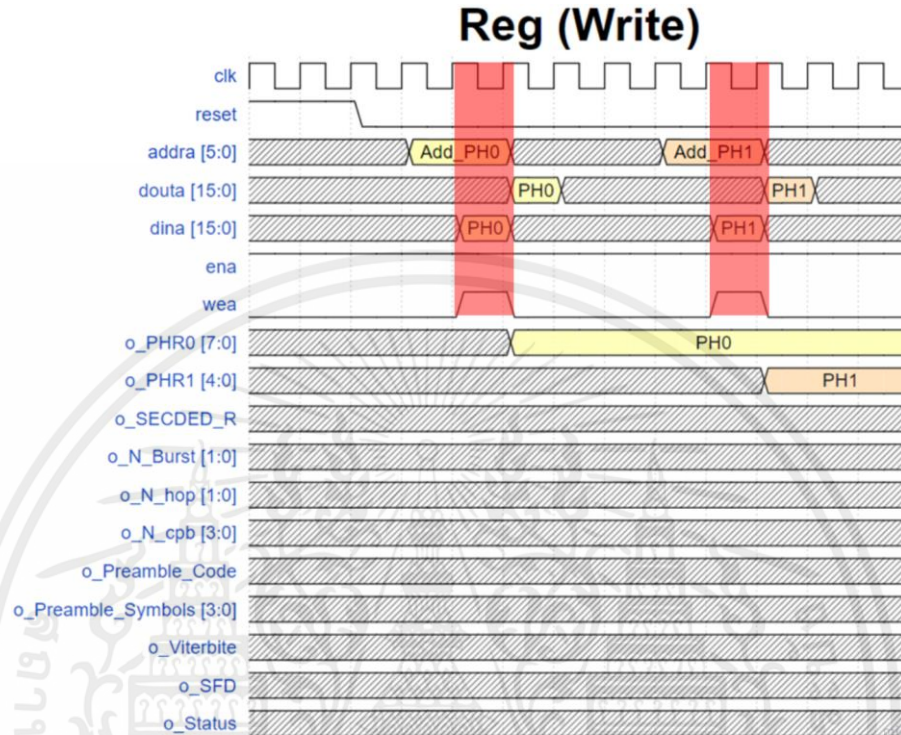 Reg (Write)
clk
reset
addra [5:0] Add_PH0 Add_PH1
douta [15:0] PH0 PH1
dina [15:0] PH0 PH1
ena
wea
o_PHR0 [7:0] PH0
o_PHR1 [4:0] PH1
o_SECDED_R
o_N_Burst [1:0]
o_N_hop [1:0]
o_N_cpb [3:0]
o_Preamble_Code
o_Preamble_Symbols [3:0]
o_Viterbite
o_SFD
o_Status